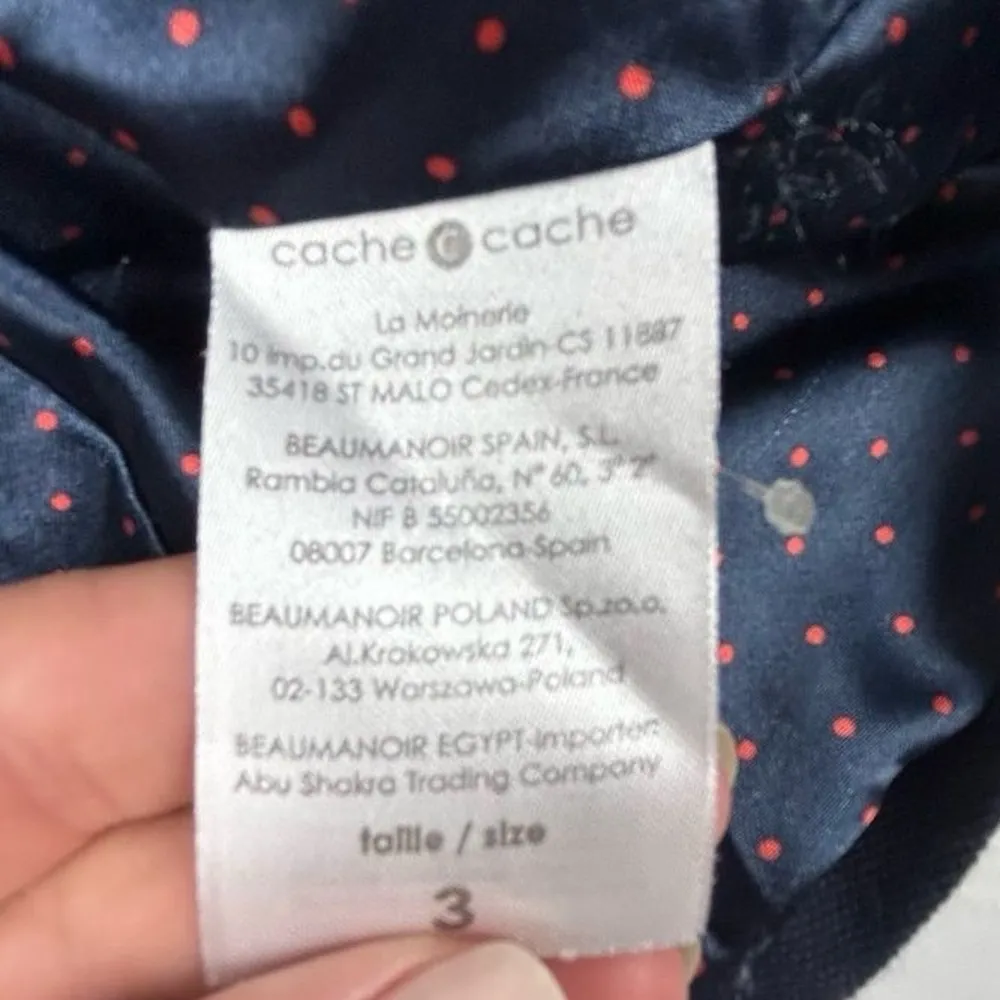 cache c cache
La Moinerie
10 imp.du Grand Jardin CS 11887
35418 ST MALO Cedex-France
BEAUMANOIR SPAIN, S.L.
Rambla Cataluña, Nº 60, 3º 2ª
NIF B 55002356
08007 Barcelona-Spain
BEAUMANOIR POLAND Sp.zo.o.
Al.Krakowska 271,
02-133 Warszawa-Poland
BEAUMANOIR EGYPT-Importer:
Abu Shakra Trading Company
taille / size
3